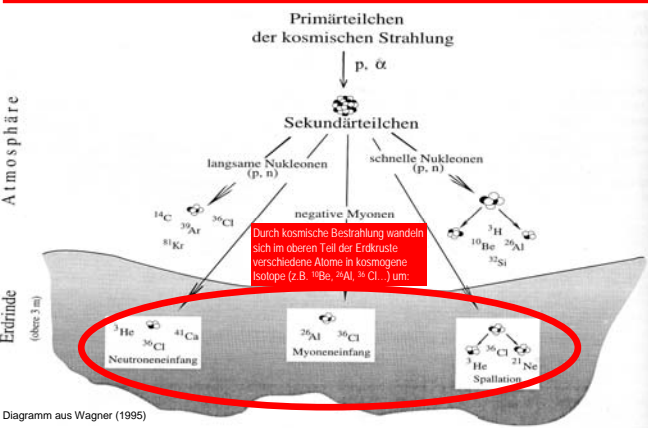 Primärteilchen
der kosmischen Strahlung
p, α
Sekundärteilchen
Atmosphäre
langsame Nukleonen
(p, n)
schnelle Nukleonen
(p, n)
¹⁴C
³⁹Ar
³⁶Cl
⁸¹Kr
negative Myonen
³H
¹⁰Be
²⁶Al
³²Si
Durch kosmische Bestrahlung wandeln
sich im oberen Teil der Erdkruste
verschiedene Atome in kosmogene
Isotope (z.B. ¹⁰Be, ²⁶Al, ³⁶ Cl...) um:
Erdrinde
(obere 3 m)
³He
³⁶Cl
⁴¹Ca
Neutroneneinfang
²⁶Al
³⁶Cl
Myoneneinfang
³He
³⁶Cl
²¹Ne
Spallation
Diagramm aus Wagner (1995)